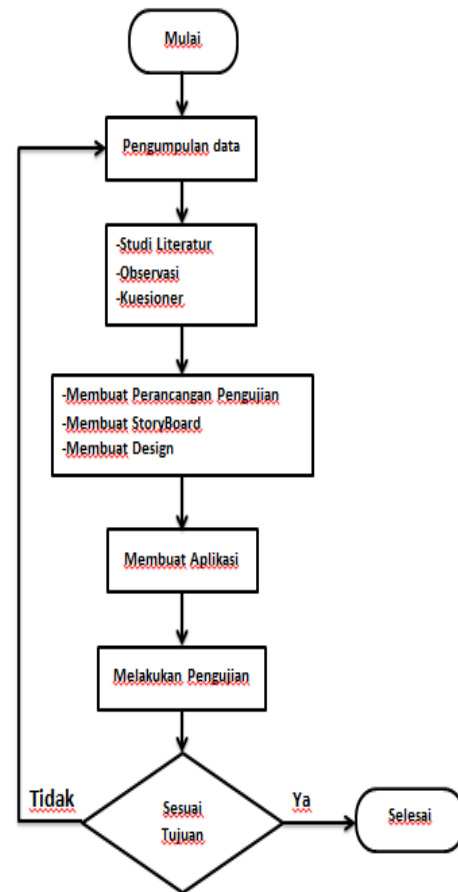 Mulai
Pengumpulan data
-Studi Literatur
-Observasi
-Kuesioner
-Membuat Perancangan Pengujian
-Membuat StoryBoard
-Membuat Design
Membuat Aplikasi
Melakukan Pengujian
Tidak
Sesuai
Tujuan
Ya
Selesai